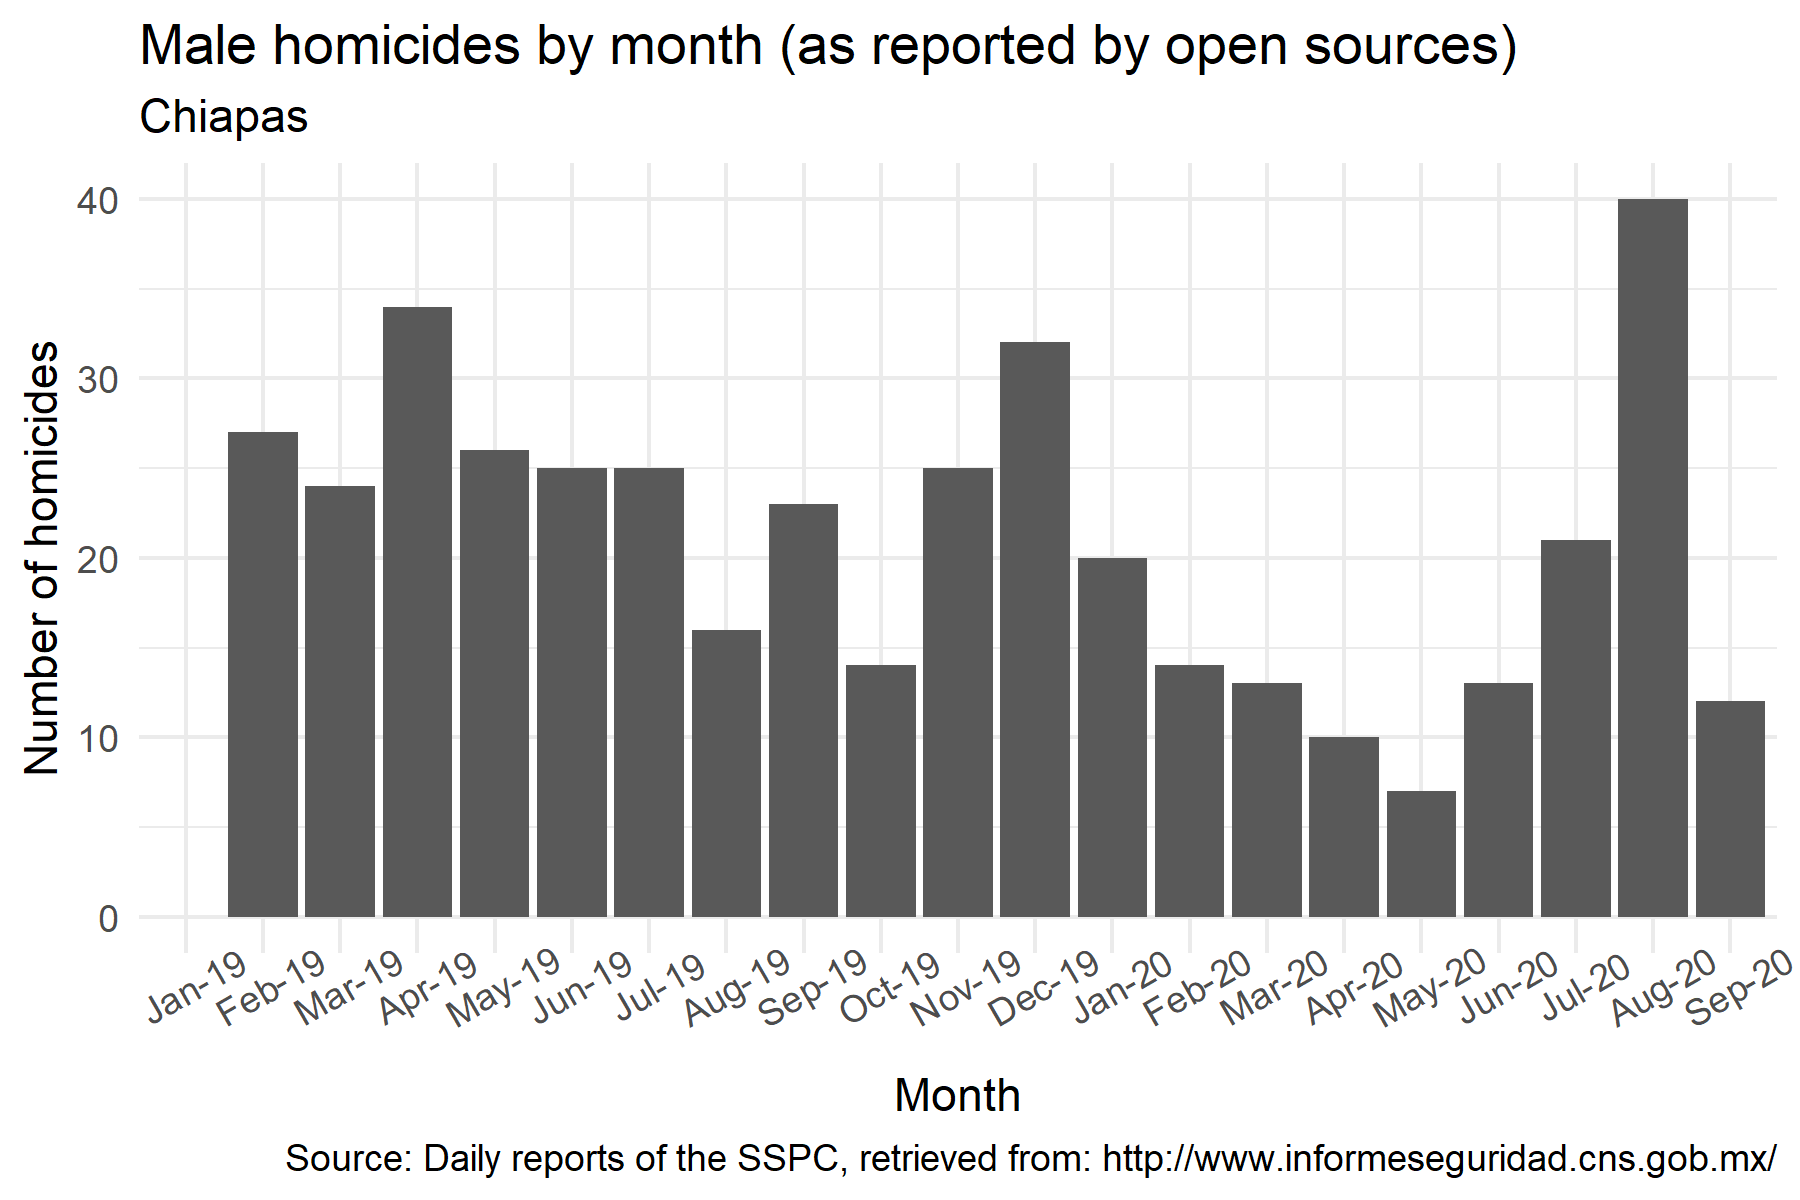 Male homicides by month (as reported by open sources)
Chiapas
Number of homicides
40
30
20
10
0
Jan-19
Feb-19
Mar-19
Apr-19
May-19
Jun-19
Jul-19
Aug-19
Sep-19
Oct-19
Nov-19
Dec-19
Jan-20
Feb-20
Mar-20
Apr-20
May-20
Jun-20
Jul-20
Aug-20
Sep-20
Month
Source: Daily reports of the SSPC, retrieved from: http://www.informeseguridad.cns.gob.mx/